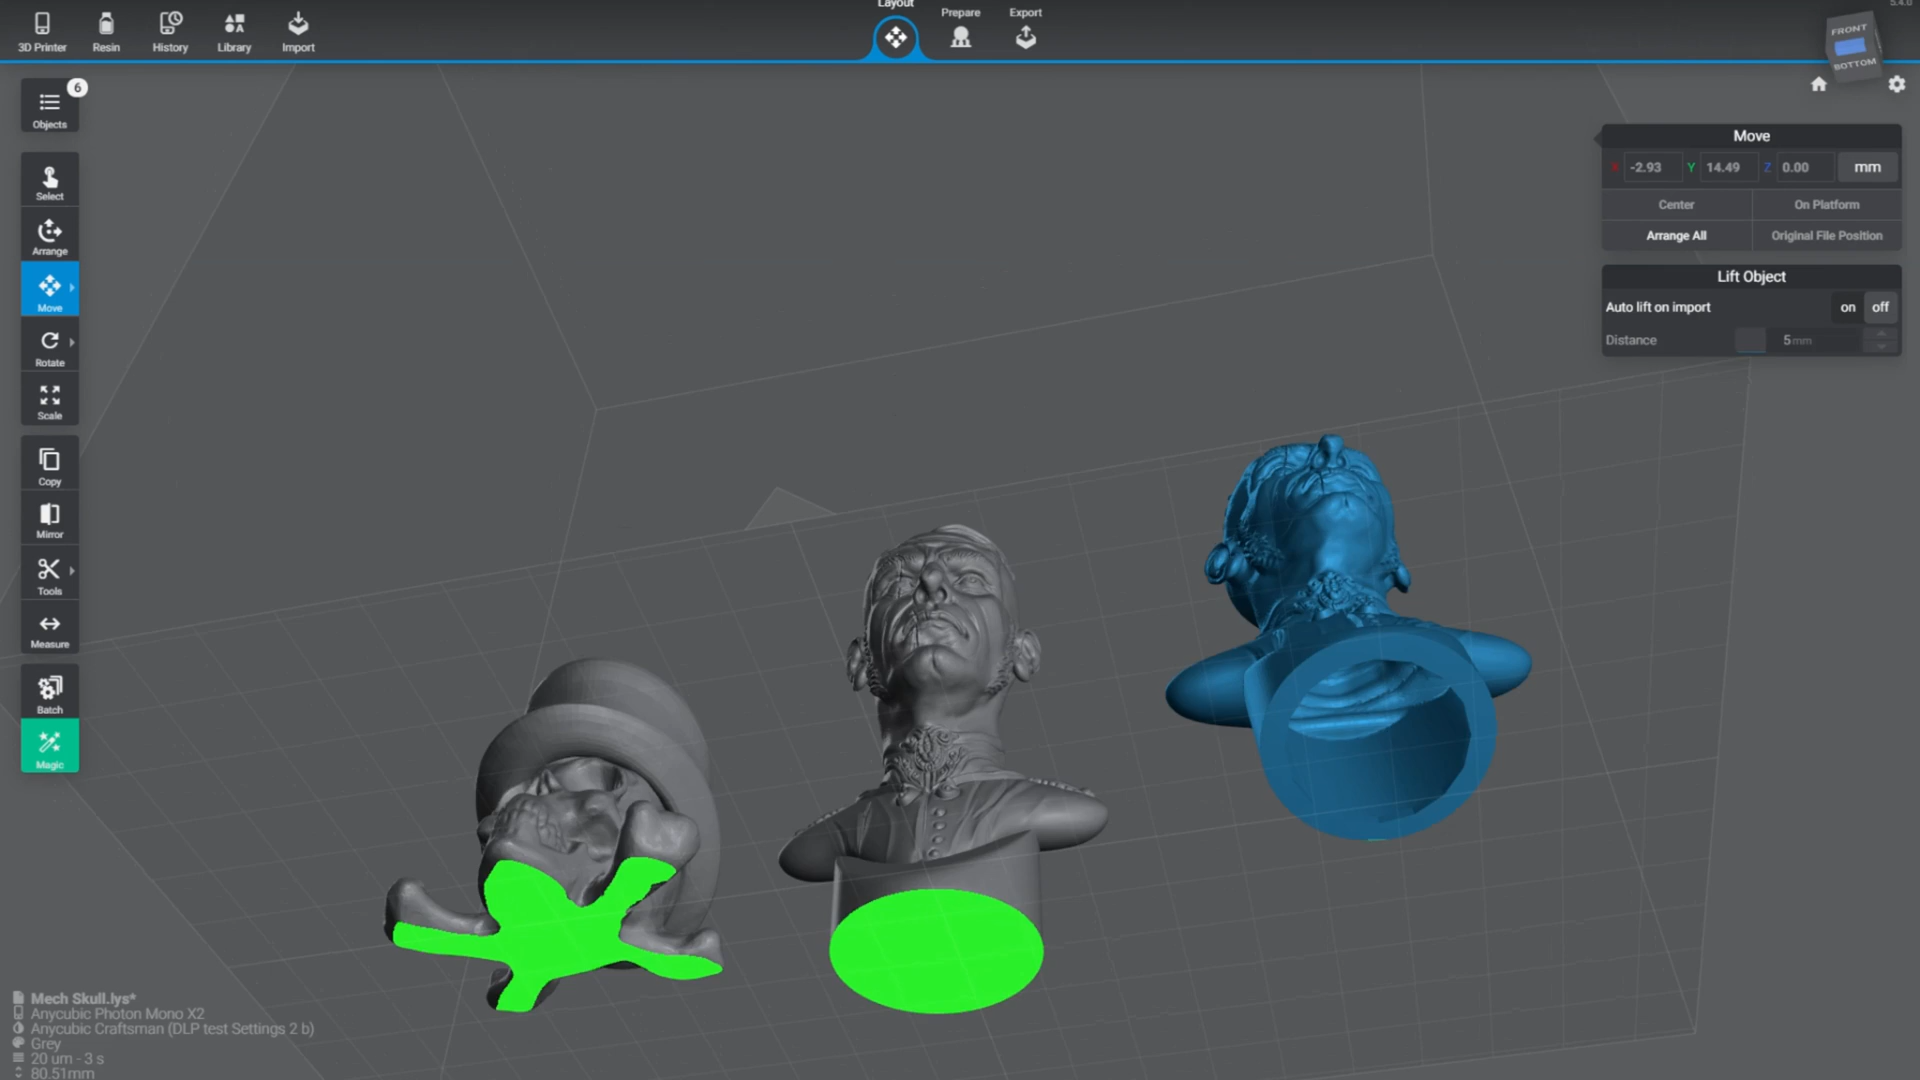 Layout
Prepare
Export
5.4.0
3D Printer
Resin
History
Library
Import
FRONT
BOTTOM
6
Objects
Select
Arrange
Move
Rotate
Scale
Copy
Mirror
Tools
Measure
Batch
Magic
Move
X -2.93 Y 14.49 Z 0.00 mm
Center
On Platform
Arrange All
Original File Position
Lift Object
Auto lift on import on off
Distance 5mm
Mech Skull.lys*
Anycubic Photon Mono X2
Anycubic Craftsman (DLP test Settings 2 b)
Grey
20 um - 3 s
80.51mm